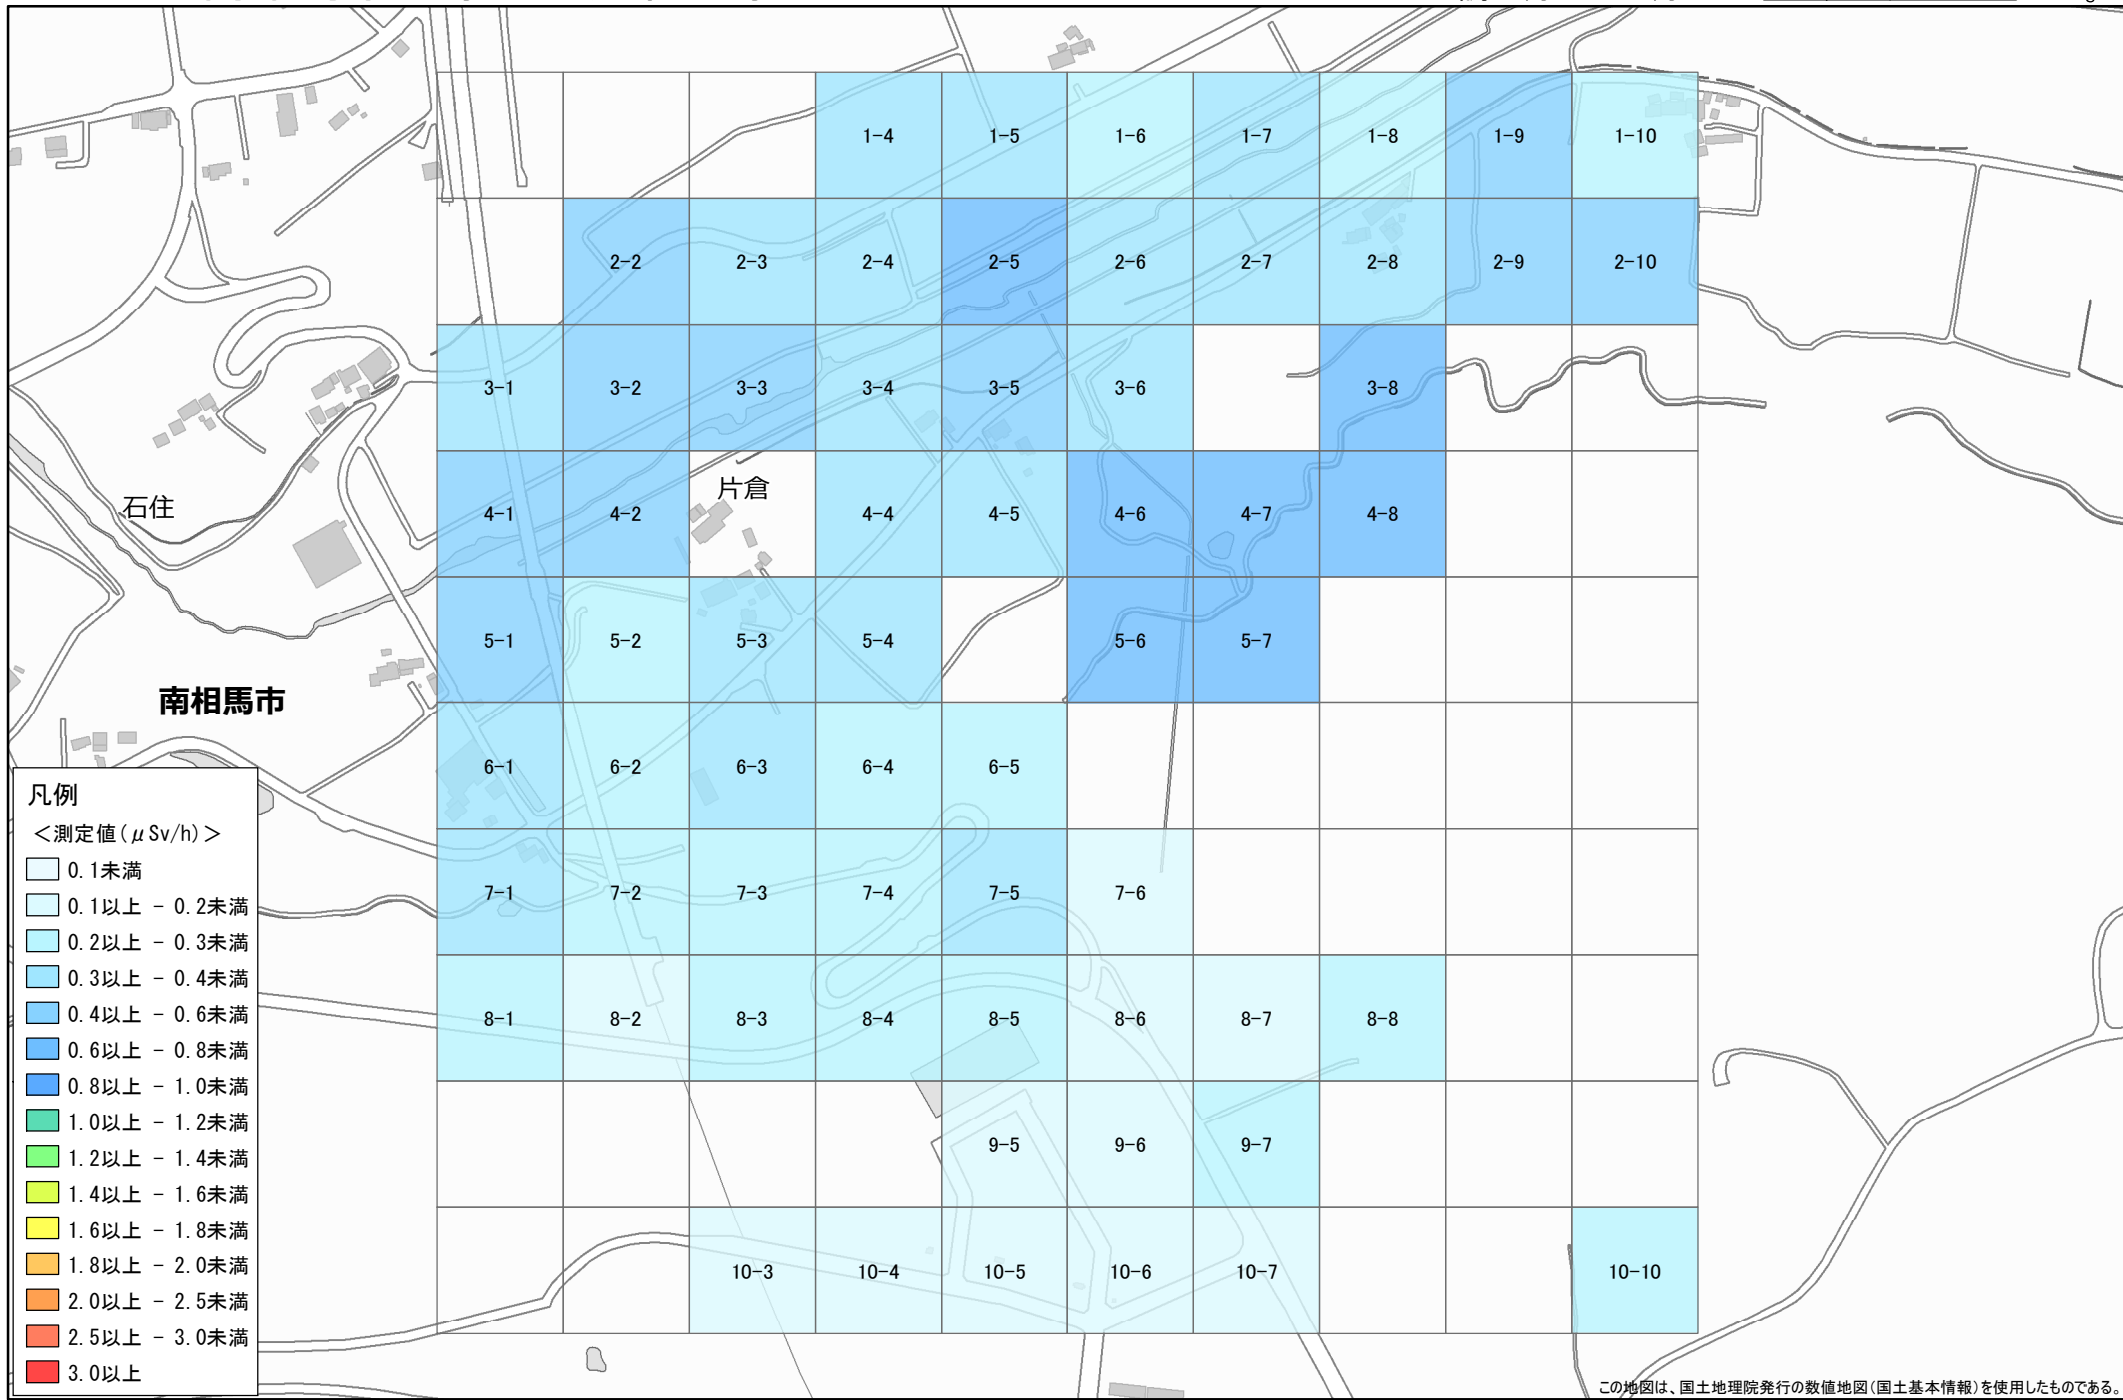 1-4 1-5 1-6 1-7 1-8 1-9 1-10
2-2 2-3 2-4 2-5 2-6 2-7 2-8 2-9 2-10
3-1 3-2 3-3 3-4 3-5 3-6 3-8
片倉
石住
4-1 4-2 4-4 4-5 4-6 4-7 4-8
5-1 5-2 5-3 5-4 5-6 5-7
南相馬市
6-1 6-2 6-3 6-4 6-5
7-1 7-2 7-3 7-4 7-5 7-6
8-1 8-2 8-3 8-4 8-5 8-6 8-7 8-8
9-5 9-6 9-7
10-3 10-4 10-5 10-6 10-7 10-10
凡例
<測定値(μSv/h)>
0.1未満
0.1以上 - 0.2未満
0.2以上 - 0.3未満
0.3以上 - 0.4未満
0.4以上 - 0.6未満
0.6以上 - 0.8未満
0.8以上 - 1.0未満
1.0以上 - 1.2未満
1.2以上 - 1.4未満
1.4以上 - 1.6未満
1.6以上 - 1.8未満
1.8以上 - 2.0未満
2.0以上 - 2.5未満
2.5以上 - 3.0未満
3.0以上
この地図は、国土地理院発行の数値地図(国土基本情報)を使用したものである。